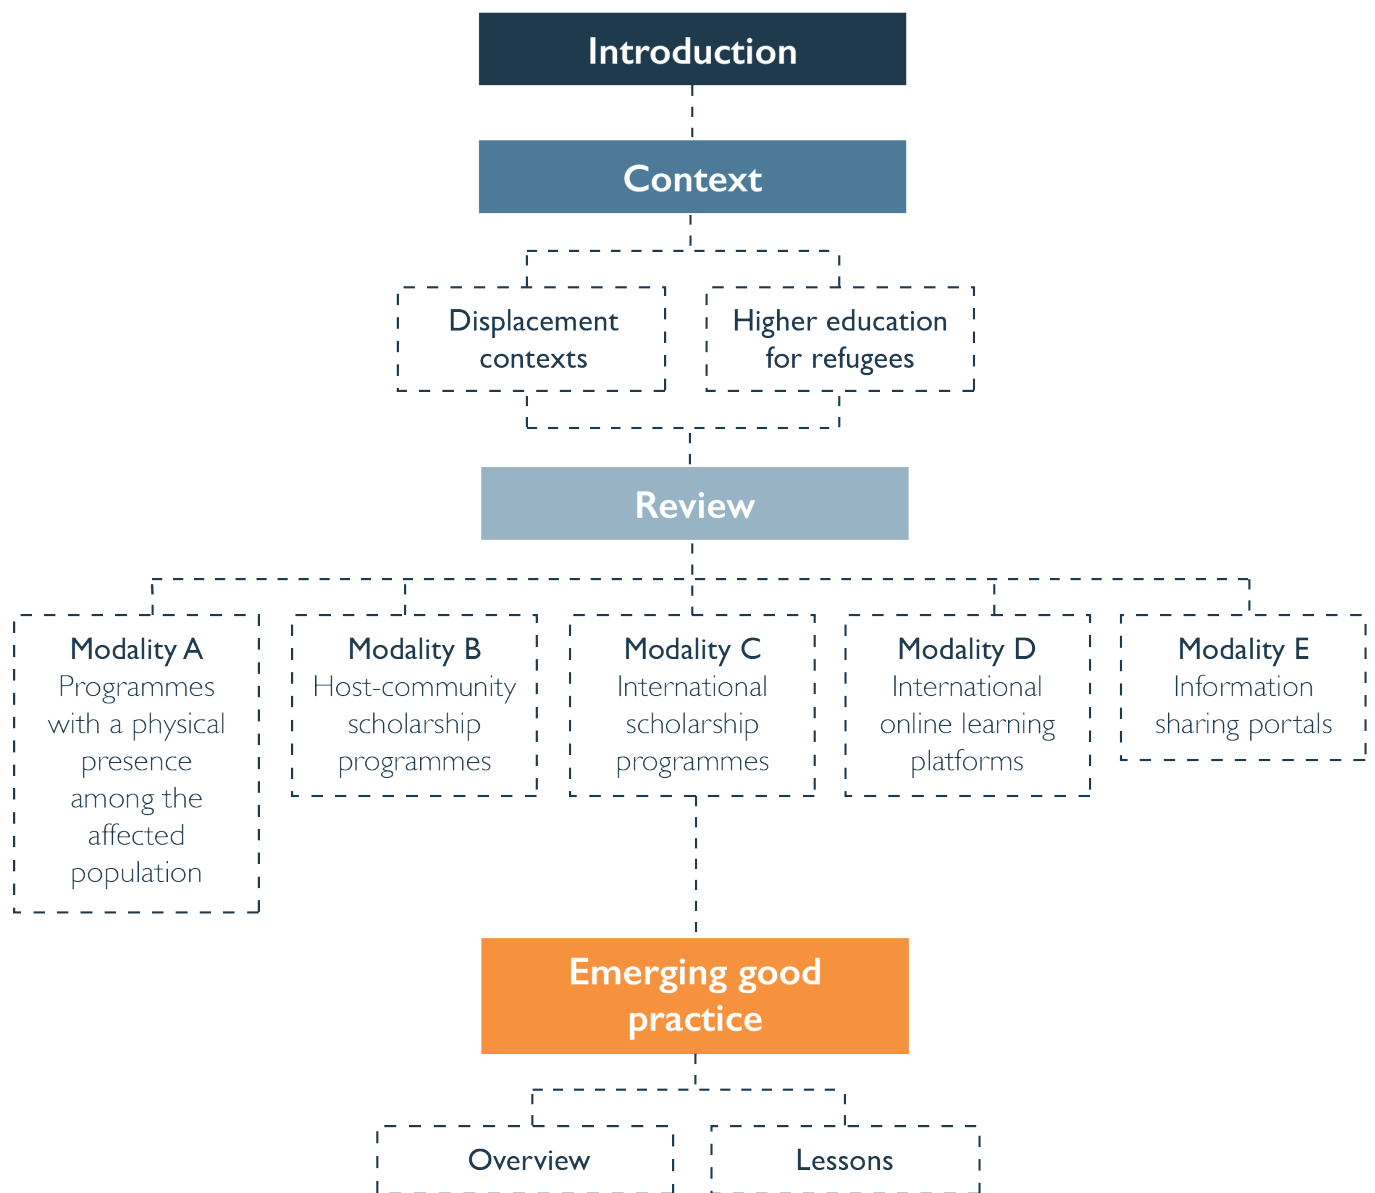 Introduction
Context
Displacement
contexts
Higher education
for refugees
Review
Modality A
Programmes
with a physical
presence
among the
affected
population
Modality B
Host-community
scholarship
programmes
Modality C
International
scholarship
programmes
Modality D
International
online learning
platforms
Modality E
Information
sharing portals
Emerging good
practice
Overview
Lessons